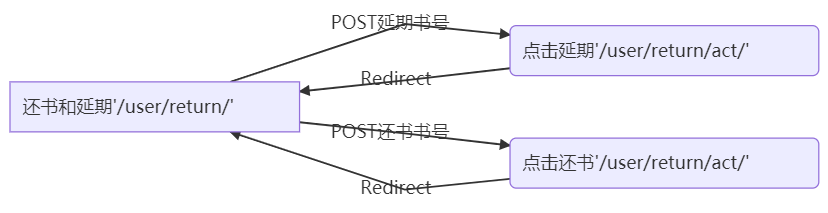 POST延期书号
点击延期'/user/return/act/'
Redirect
还书和延期'/user/return/'
POST还书书号
点击还书'/user/return/act/'
Redirect